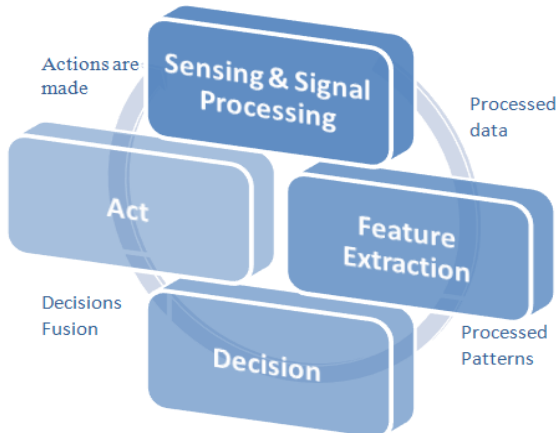 Actions are
made
Sensing & Signal
Processing
Processed
data
Act
Feature
Extraction
Decisions
Fusion
Decision
Processed
Patterns